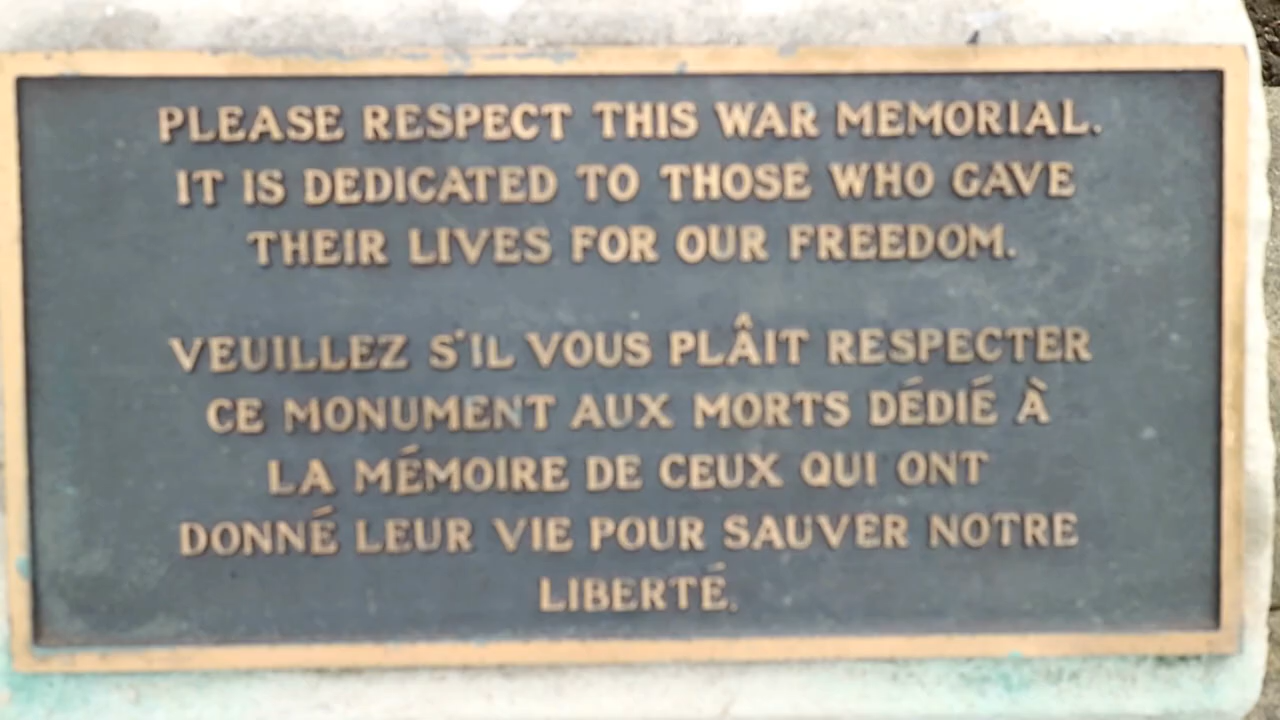 PLEASE RESPECT THIS WAR MEMORIAL.
IT IS DEDICATED TO THOSE WHO GAVE
THEIR LIVES FOR OUR FREEDOM.
VEUILLEZ S'IL VOUS PLÂIT RESPECTER
CE MONUMENT AUX MORTS DÉDIÉ À
LA MÉMOIRE DE CEUX QUI ONT
DONNÉ LEUR VIE POUR SAUVER NOTRE
LIBERTÉ.